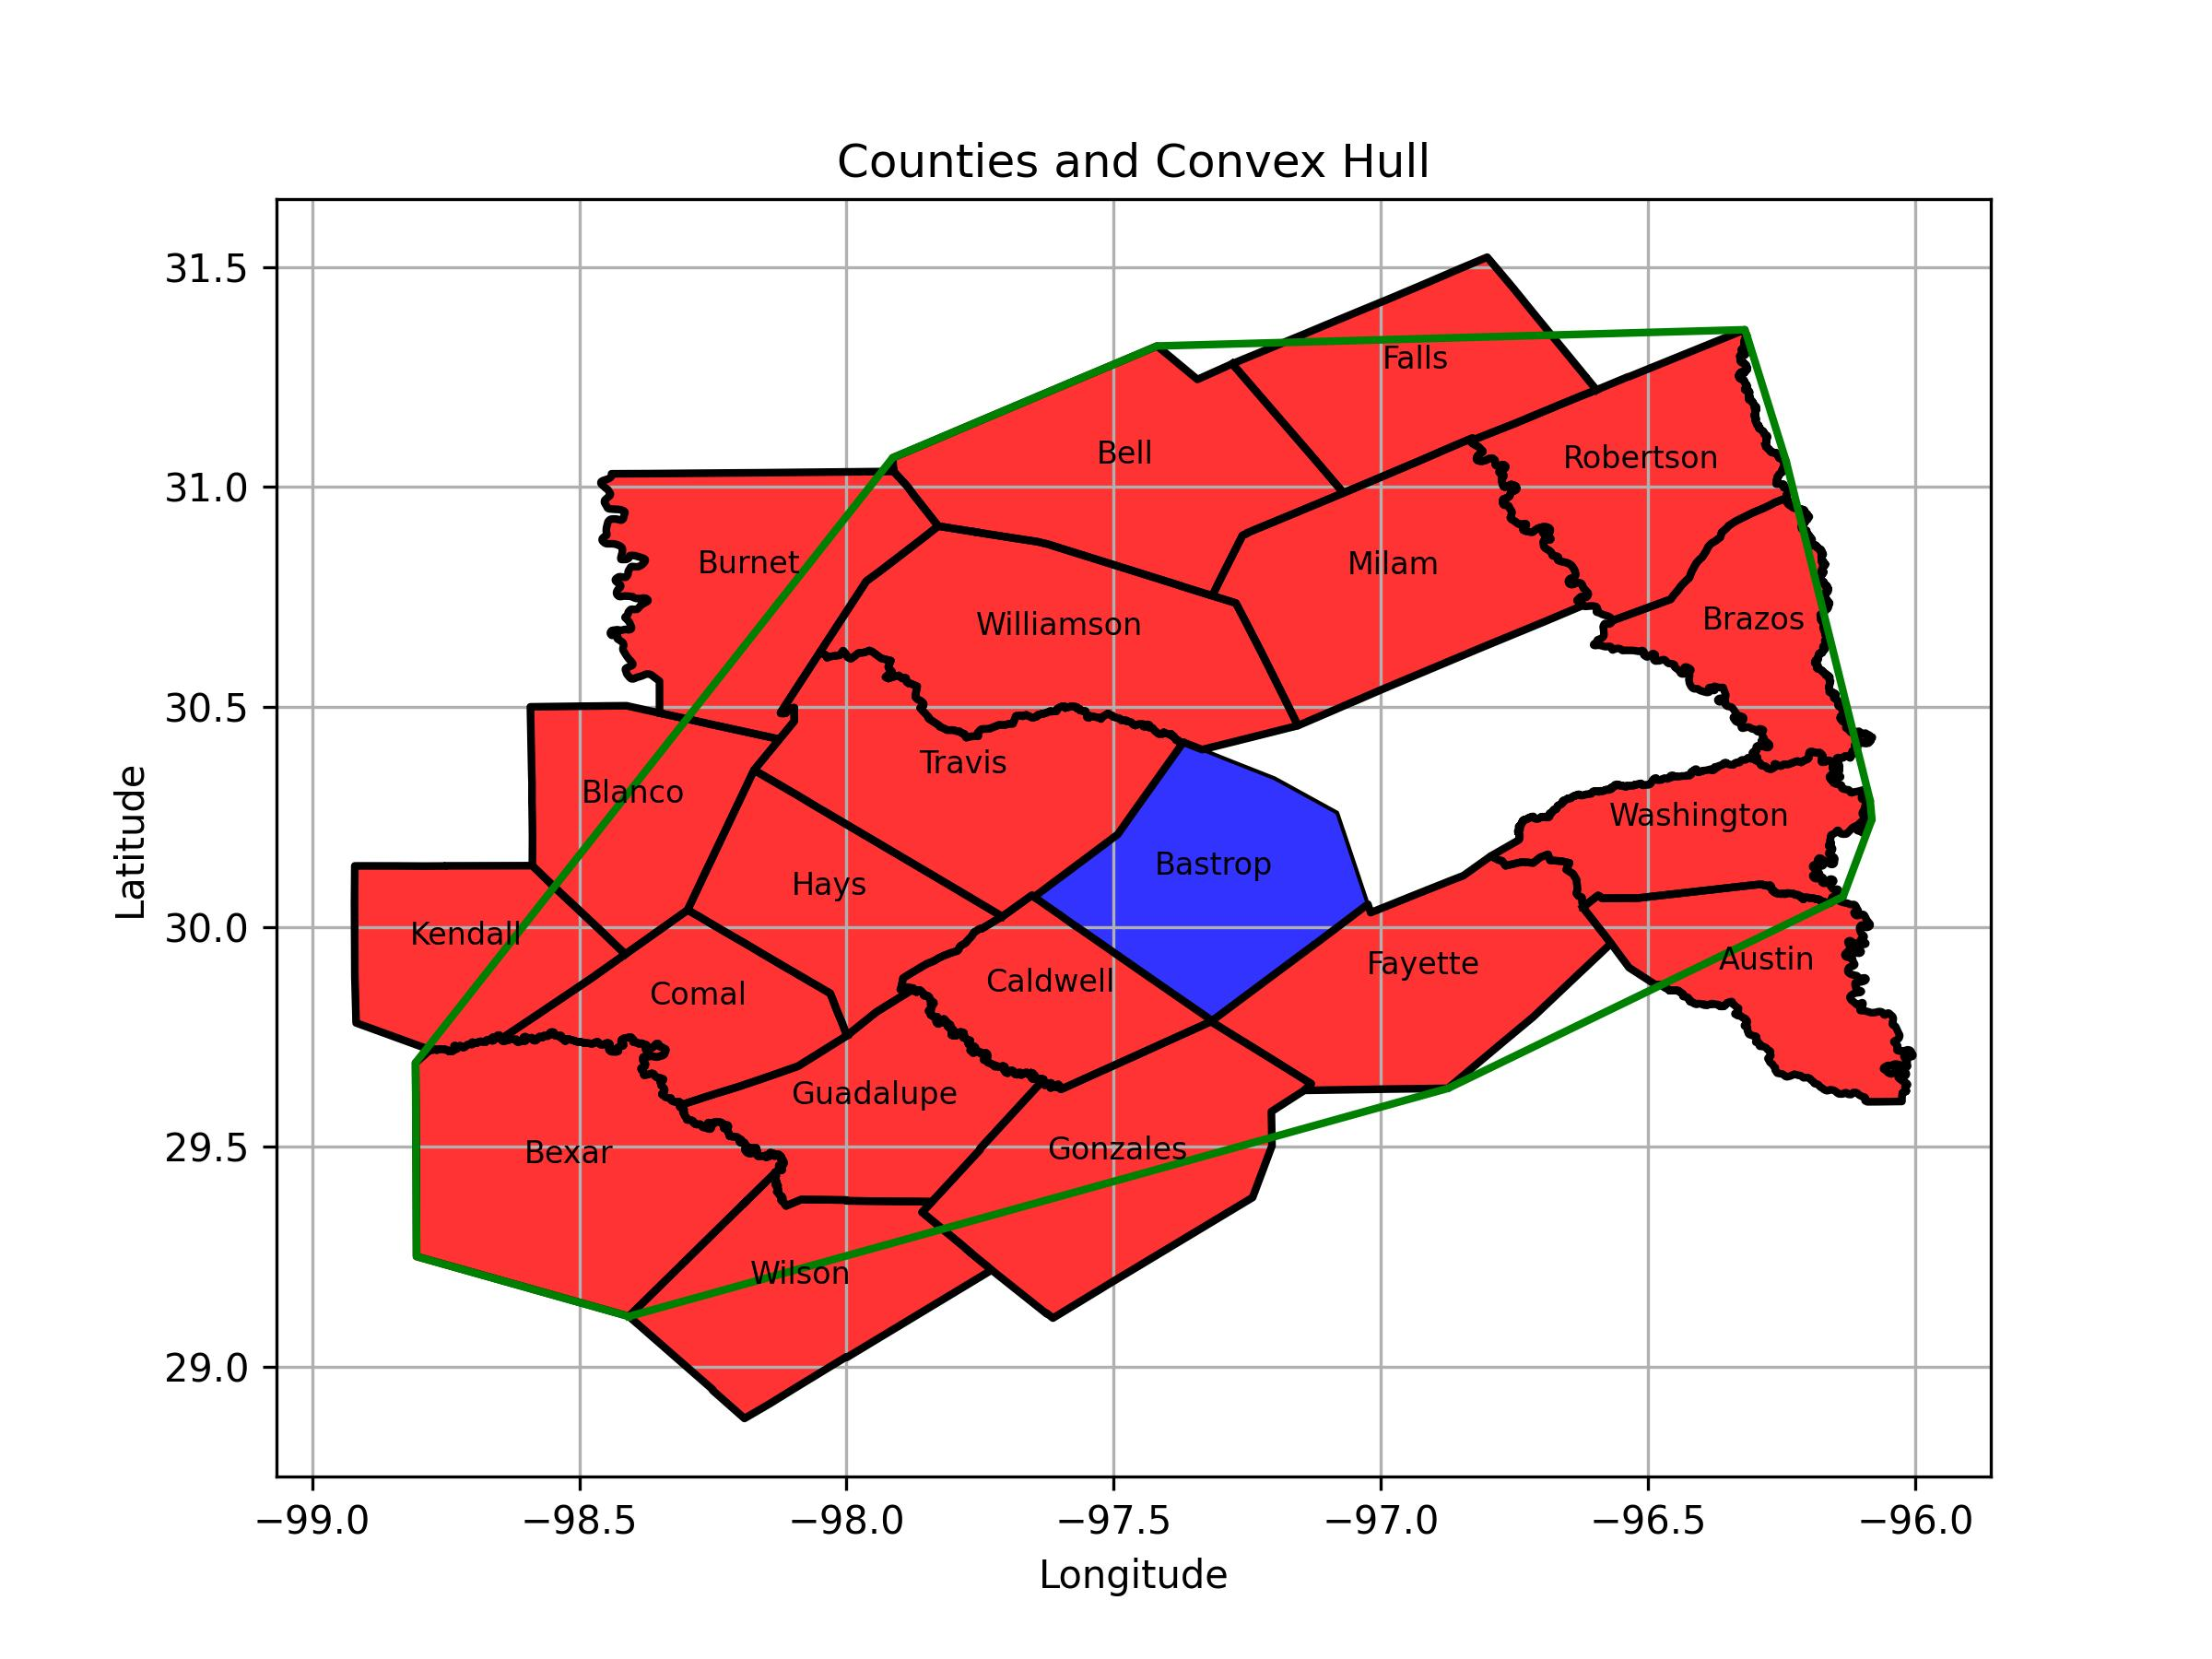 Counties and Convex Hull
31.5
Falls
Bell
Robertson
31.0
Burnet
Milam
Brazos
Williamson
30.5
Travis
Blanco
Washington
Latitude
Bastrop
Hays
30.0
Kendall
Fayette
Austin
Caldwell
Comal
Guadalupe
29.5
Bexar
Gonzales
Wilson
29.0
−99.0 −98.5 −98.0 −97.5 −97.0 −96.5 −96.0
Longitude